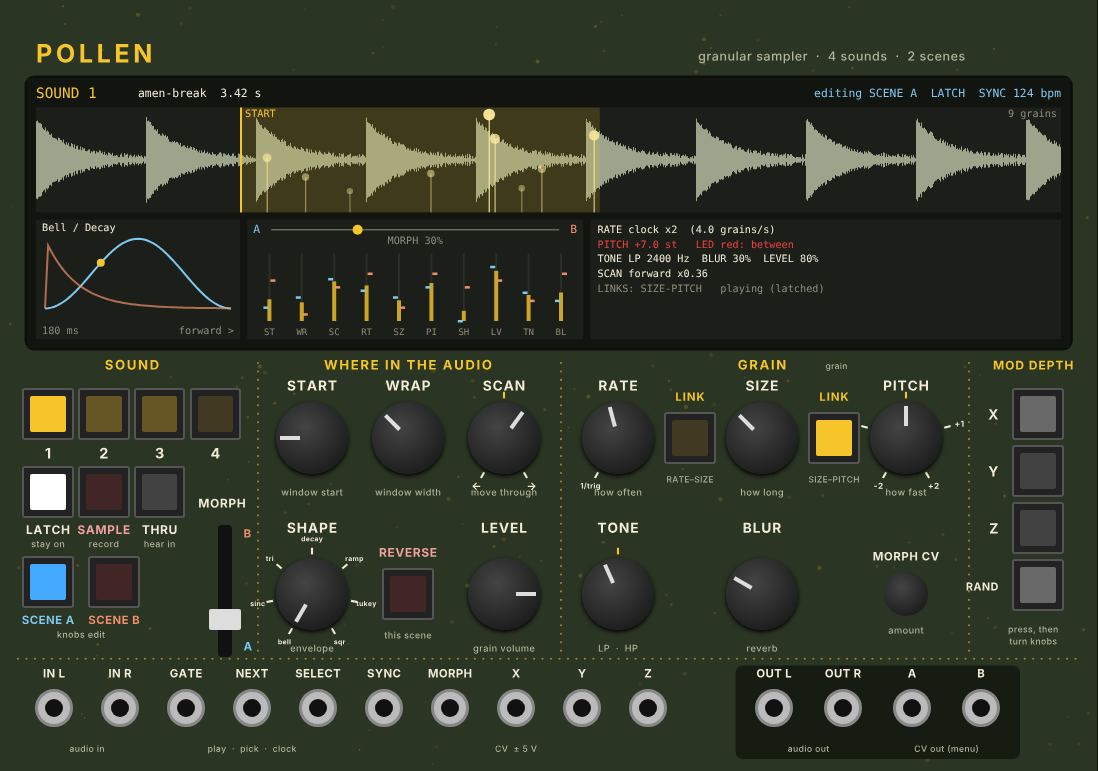 POLLEN
granular sampler · 4 sounds · 2 scenes
SOUND 1 amen-break 3.42 s editing SCENE A LATCH SYNC 124 bpm
START 9 grains
Bell / Decay
180 ms forward >
A B
MORPH 30%
ST WR SC RT SZ PI SH LV TN BL
RATE clock x2 (4.0 grains/s)
PITCH +7.0 st LED red: between
TONE LP 2400 Hz BLUR 30% LEVEL 80%
SCAN forward x0.36
LINKS: SIZE-PITCH playing (latched)
SOUND
1 2 3 4
LATCH SAMPLE THRU
stay on record hear in
SCENE A SCENE B
knobs edit
MORPH
B
A
WHERE IN THE AUDIO
START WRAP SCAN
← →
window start window width move through
SHAPE LEVEL
decay
tri ramp
sinc tukey
bell sqr
envelope
REVERSE
this scene
grain volume
GRAIN grain
RATE LINK SIZE LINK PITCH
+1
1/trig -2 +2
RATE–SIZE SIZE–PITCH
how often how long how fast
TONE BLUR
LP · HP reverb
MORPH CV
amount
MOD DEPTH
X
Y
Z
RAND
press, then
turn knobs
IN L IN R GATE NEXT SELECT SYNC MORPH X Y Z OUT L OUT R A B
audio in play · pick · clock CV ± 5 V audio out CV out (menu)